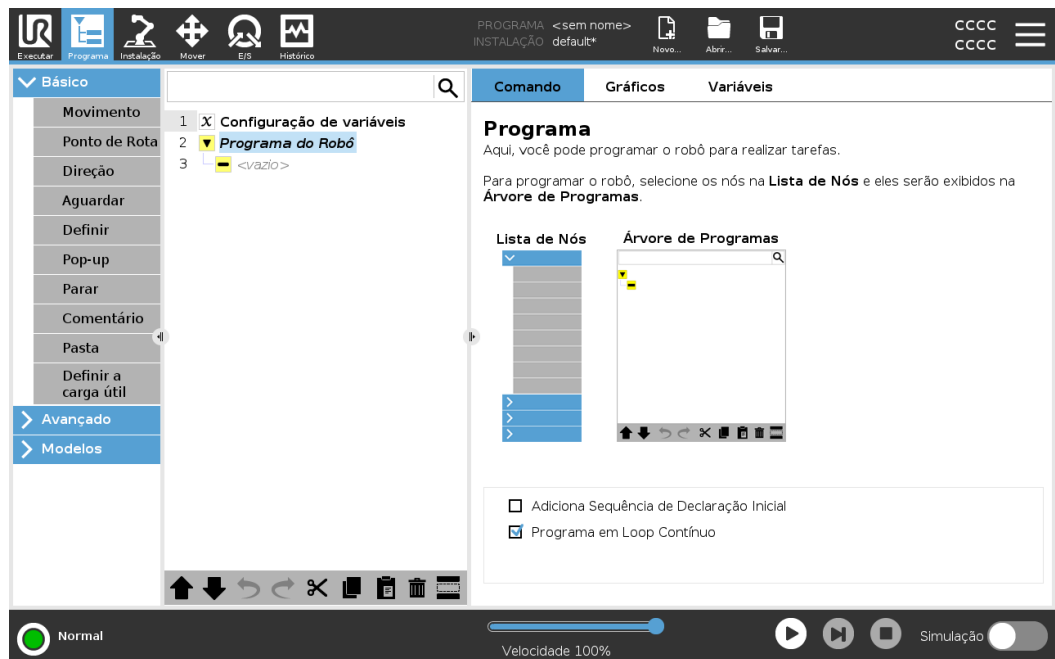 PROGRAMA <sem nome>
INSTALAÇÃO default*
Executar Programa Instalação Mover E/S Histórico
Novo... Abrir... Salvar...
CCCC
CCCC
Básico
Movimento
Ponto de Rota
Direção
Aguardar
Definir
Pop-up
Parar
Comentário
Pasta
Definir a
carga útil
Avançado
Modelos
1 X Configuração de variáveis
2 Programa do Robô
3 <vazio>
Comando Gráficos Variáveis
Programa
Aqui, você pode programar o robô para realizar tarefas.
Para programar o robô, selecione os nós na Lista de Nós e eles serão exibidos na
Árvore de Programas.
Lista de Nós Árvore de Programas
Adiciona Sequência de Declaração Inicial
Programa em Loop Contínuo
Normal
Velocidade 100%
Simulação